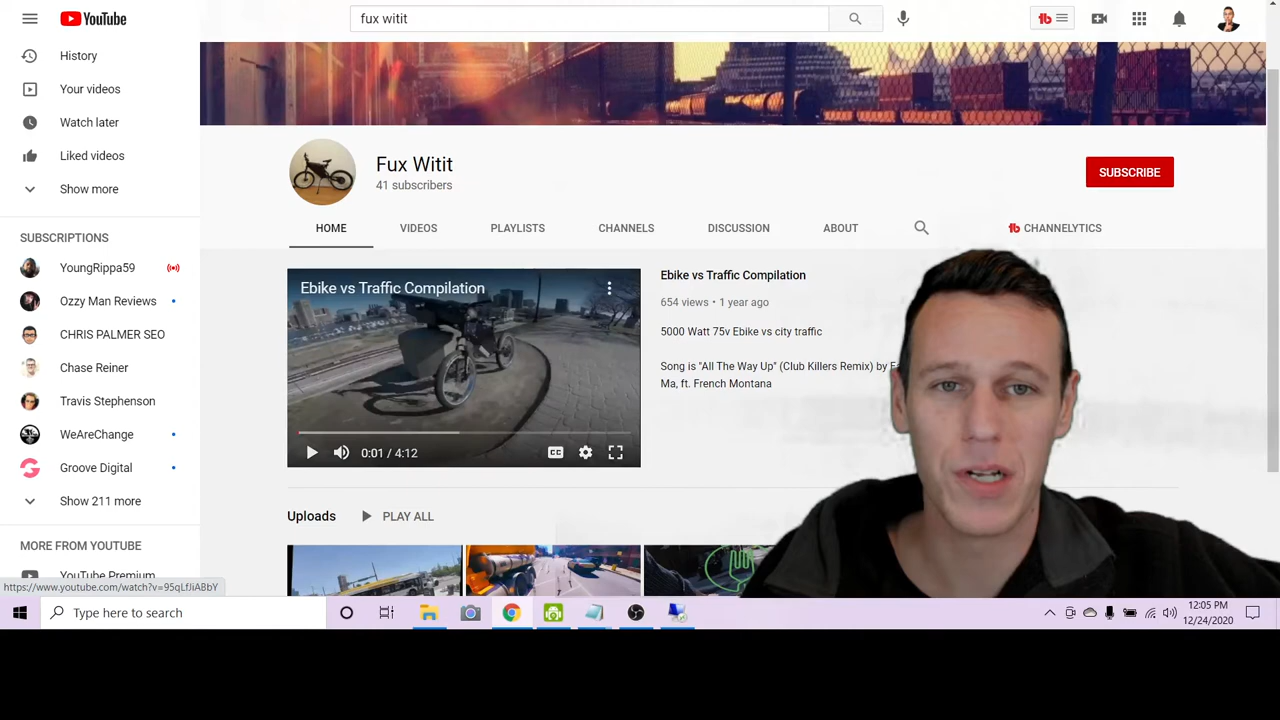 YouTube
fux witit
History
Your videos
Watch later
Liked videos
Show more
SUBSCRIPTIONS
YoungRippa59
Ozzy Man Reviews
CHRIS PALMER SEO
Chase Reiner
Travis Stephenson
WeAreChange
Groove Digital
Show 211 more
MORE FROM YOUTUBE
YouTube Premium
https://www.youtube.com/watch?v=95qLfJiA8bY
Fux Witit
41 subscribers
SUBSCRIBE
HOME VIDEOS PLAYLISTS CHANNELS DISCUSSION ABOUT CHANNELYTICS
Ebike vs Traffic Compilation
0:01 / 4:12
CC
Ebike vs Traffic Compilation
654 views • 1 year ago
5000 Watt 75v Ebike vs city traffic
Song is "All The Way Up" (Club Killers Remix) by
Ma, ft. French Montana
Uploads PLAY ALL
Type here to search
12:05 PM
12/24/2020